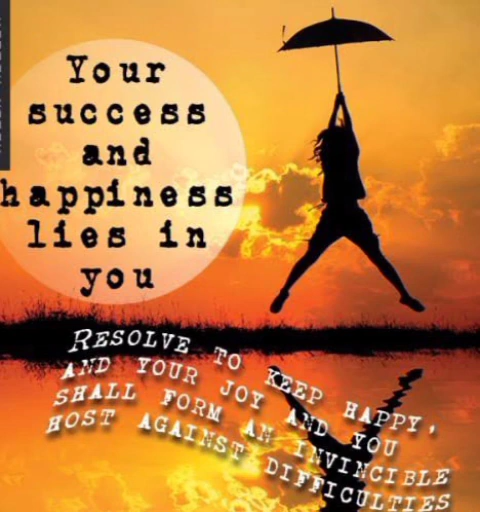 Your
success
and
happiness
lies in
you
RESOLVE TO KEEP HAPPY,
AND YOUR JOY AND YOU
SHALL FORM AN INVINCIBLE
HOST AGAINST DIFFICULTIES